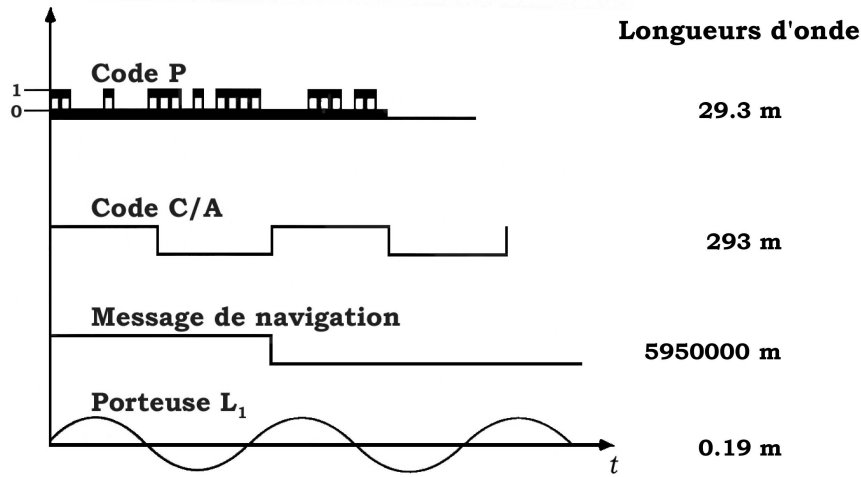 Longueurs d'onde
Code P
1
0
29.3 m
Code C/A
293 m
Message de navigation
5950000 m
Porteuse L₁
0.19 m
t